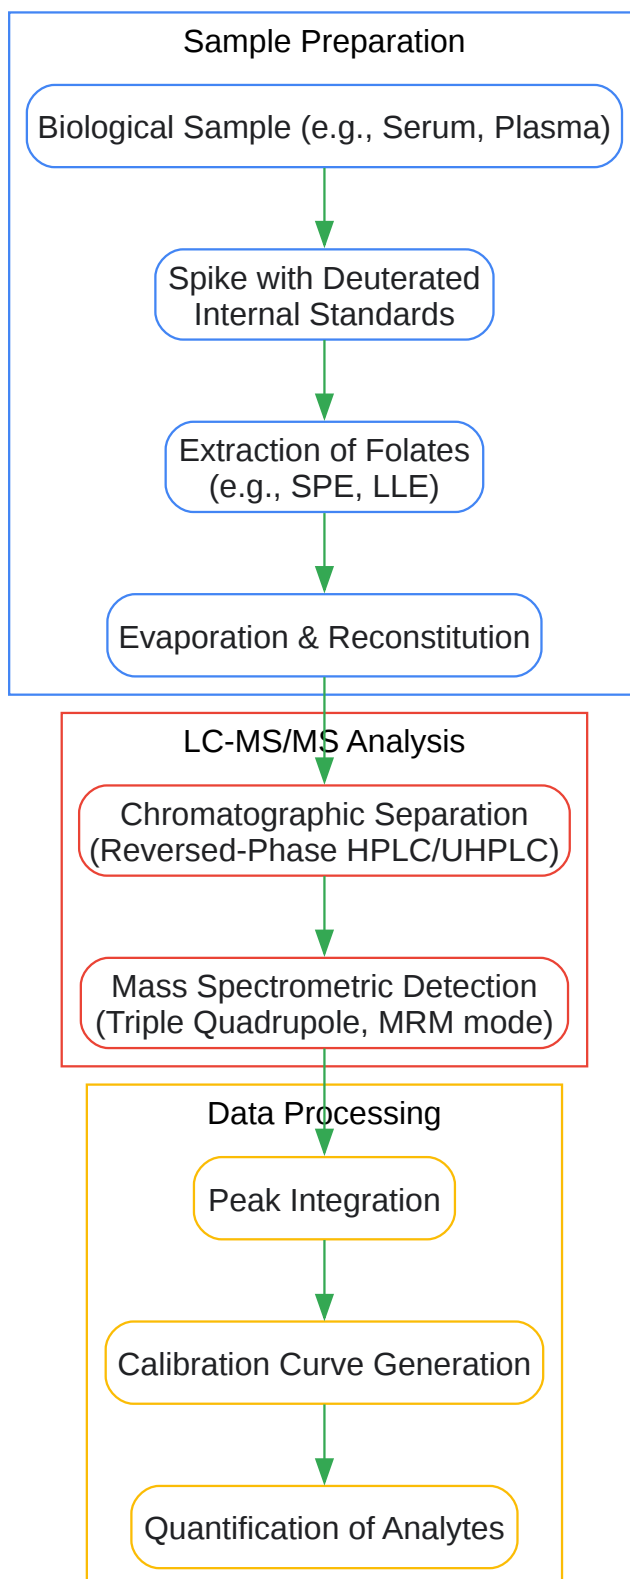 Sample Preparation
Biological Sample (e.g., Serum, Plasma)
Spike with Deuterated
Internal Standards
Extraction of Folates
(e.g., SPE, LLE)
Evaporation & Reconstitution
LC-MS/MS Analysis
Chromatographic Separation
(Reversed-Phase HPLC/UHPLC)
Mass Spectrometric Detection
(Triple Quadrupole, MRM mode)
Data Processing
Peak Integration
Calibration Curve Generation
Quantification of Analytes